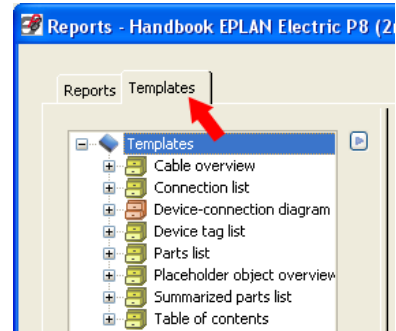 Reports - Handbook EPLAN Electric P8 (2
Reports Templates
Templates
Cable overview
Connection list
Device-connection diagram
Device tag list
Parts list
Placeholder object overview
Summarized parts list
Table of contents